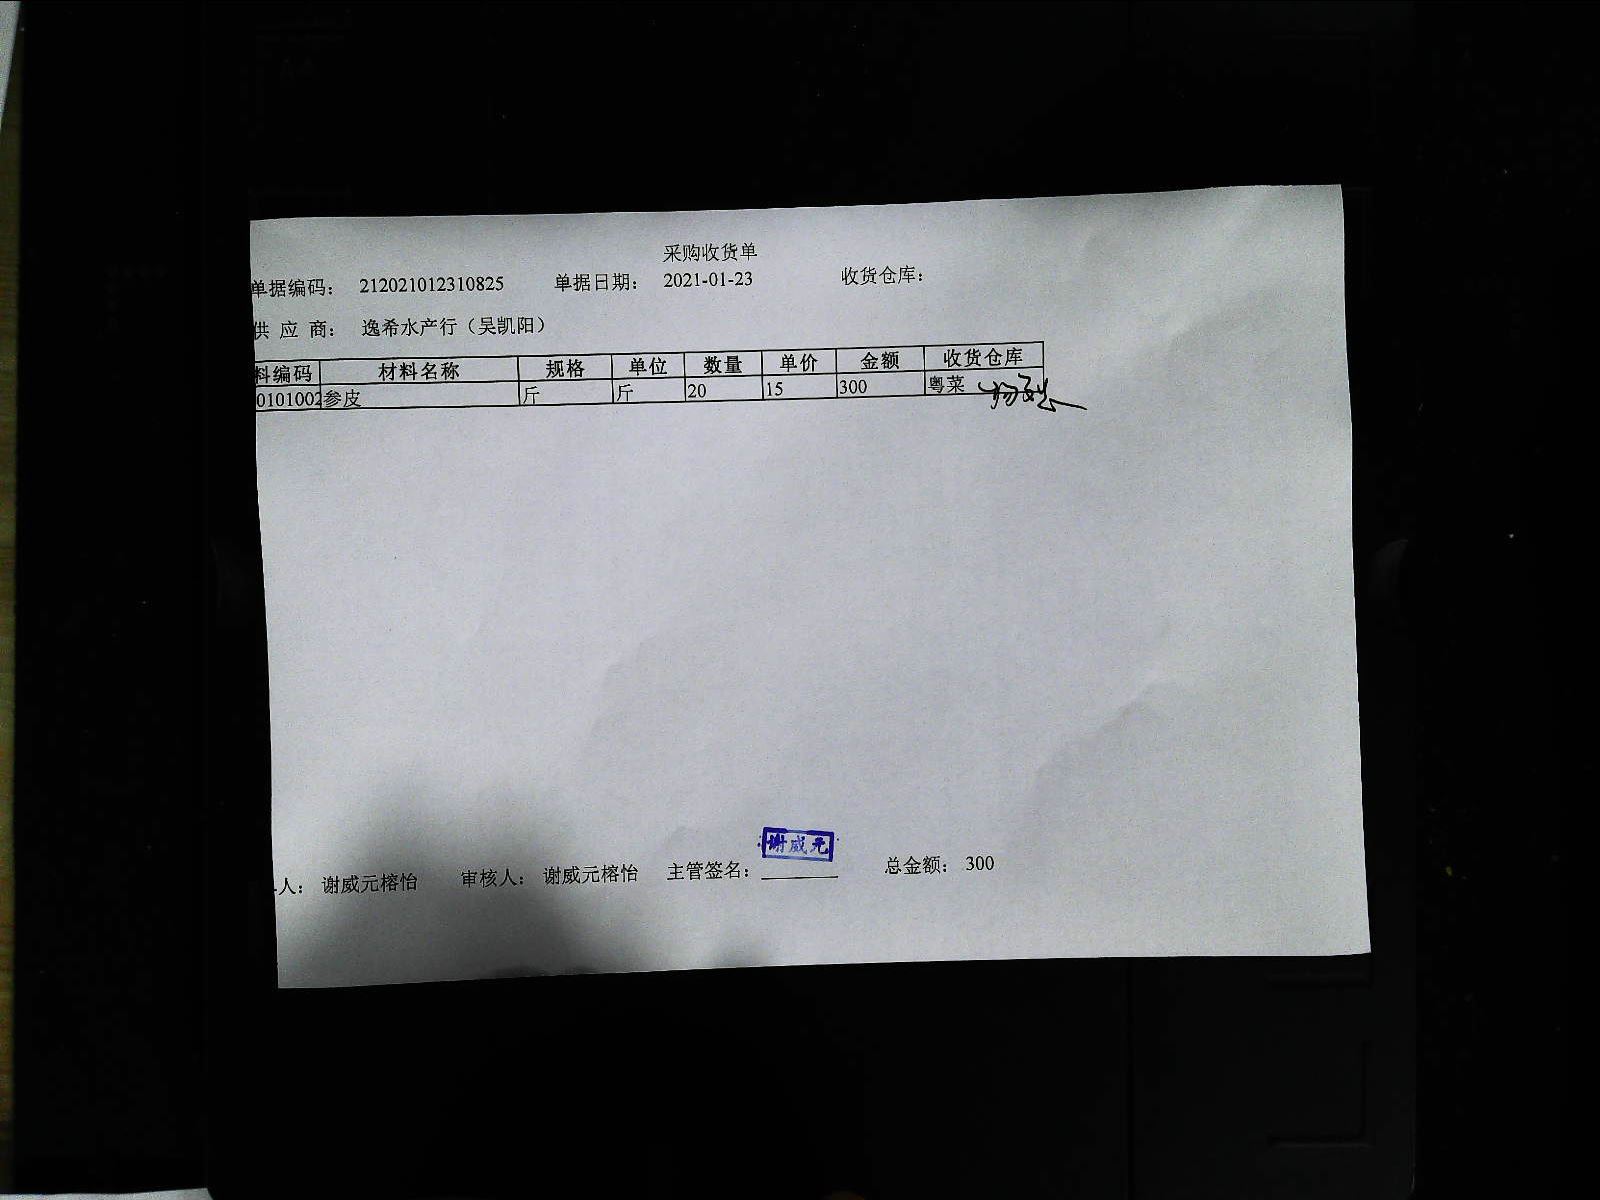 采购收货单
单据编码： 212021012310825 单据日期： 2021-01-23 收货仓库：
供 应 商： 逸希水产行（吴凯阳）
料编码 材料名称 规格 单位 数量 单价 金额 收货仓库
0101002 参皮 斤 斤 20 15 300 粤菜
谢威元
人： 谢威元榕怡 审核人： 谢威元榕怡 主管签名： 总金额： 300